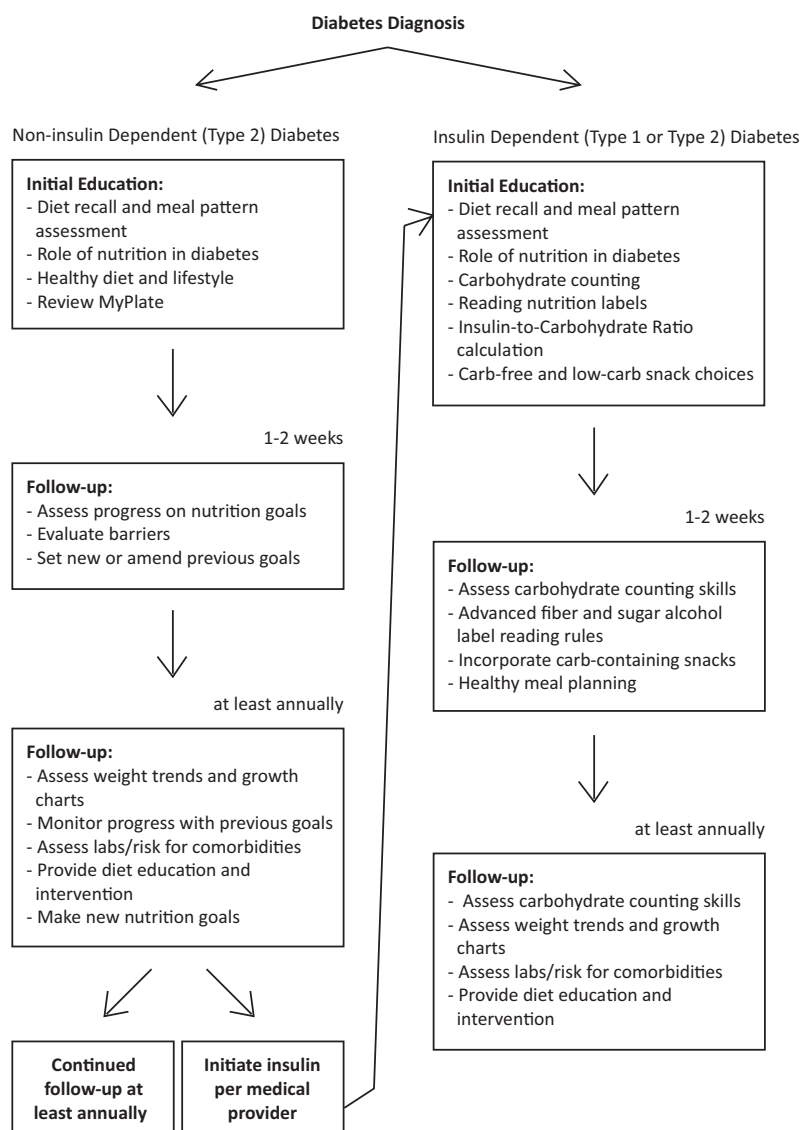 Diabetes Diagnosis
Non-insulin Dependent (Type 2) Diabetes
Initial Education:
- Diet recall and meal pattern
assessment
- Role of nutrition in diabetes
- Healthy diet and lifestyle
- Review MyPlate
1-2 weeks
Follow-up:
- Assess progress on nutrition goals
- Evaluate barriers
- Set new or amend previous goals
at least annually
Follow-up:
- Assess weight trends and growth
charts
- Monitor progress with previous goals
- Assess labs/risk for comorbidities
- Provide diet education and
intervention
- Make new nutrition goals
Continued
follow-up at
least annually
Initiate insulin
per medical
provider
Insulin Dependent (Type 1 or Type 2) Diabetes
Initial Education:
- Diet recall and meal pattern
assessment
- Role of nutrition in diabetes
- Carbohydrate counting
- Reading nutrition labels
- Insulin-to-Carbohydrate Ratio
calculation
- Carb-free and low-carb snack choices
1-2 weeks
Follow-up:
- Assess carbohydrate counting skills
- Advanced fiber and sugar alcohol
label reading rules
- Incorporate carb-containing snacks
- Healthy meal planning
at least annually
Follow-up:
- Assess carbohydrate counting skills
- Assess weight trends and growth
charts
- Assess labs/risk for comorbidities
- Provide diet education and
intervention